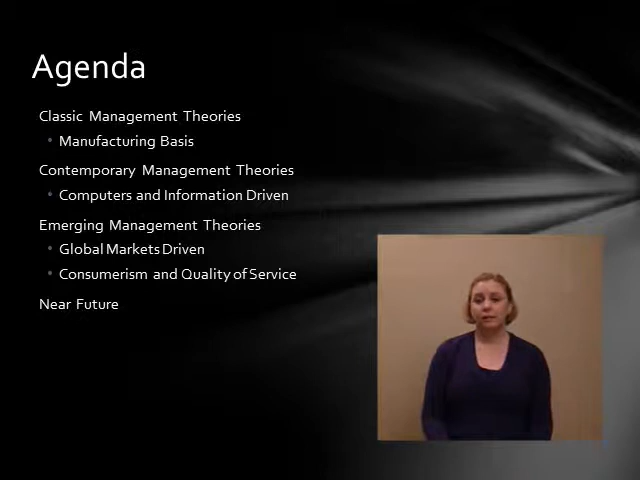 Agenda
Classic Management Theories
• Manufacturing Basis
Contemporary Management Theories
• Computers and Information Driven
Emerging Management Theories
• Global Markets Driven
• Consumerism and Quality of Service
Near Future